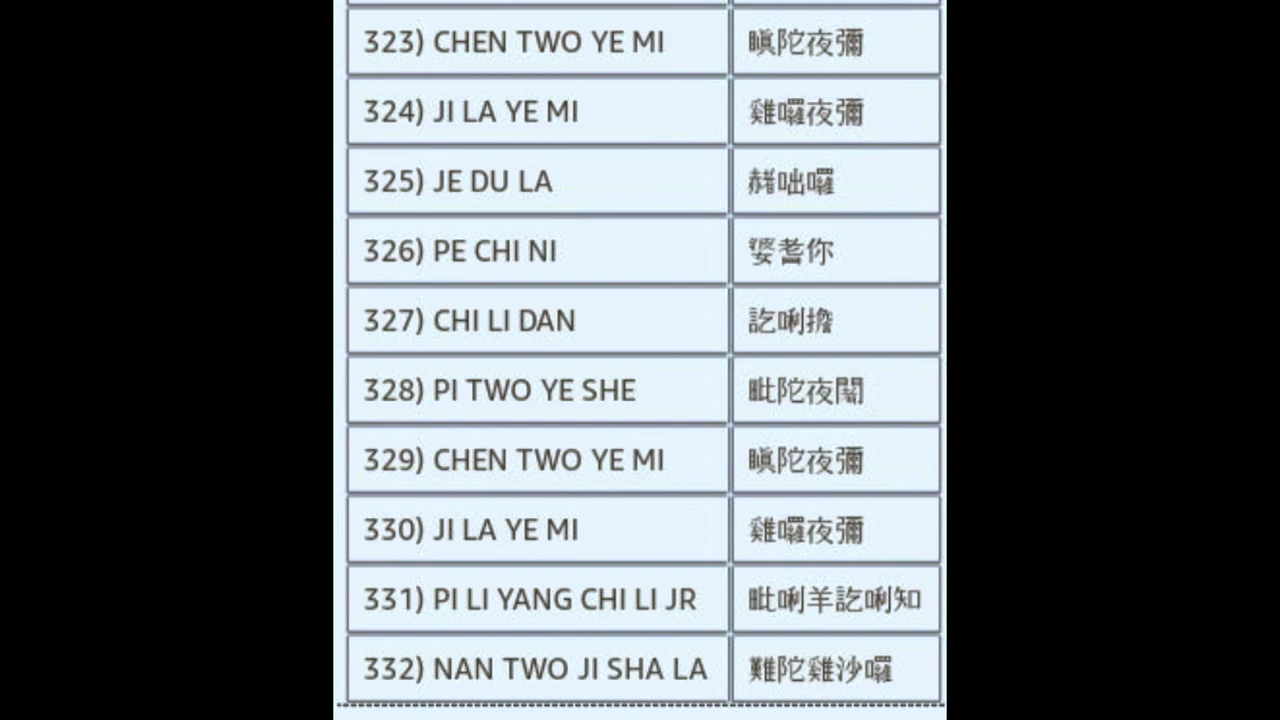 323) CHEN TWO YE MI 瞋陀夜彌
324) JI LA YE MI 雞囉夜彌
325) JE DU LA 赭咄囉
326) PE CHI NI 婆耆你
327) CHI LI DAN 訖唎擔
328) PI TWO YE SHE 毗陀夜闍
329) CHEN TWO YE MI 瞋陀夜彌
330) JI LA YE MI 雞囉夜彌
331) PI LI YANG CHI LI JR 毗唎羊訖唎知
332) NAN TWO JI SHA LA 難陀雞沙囉